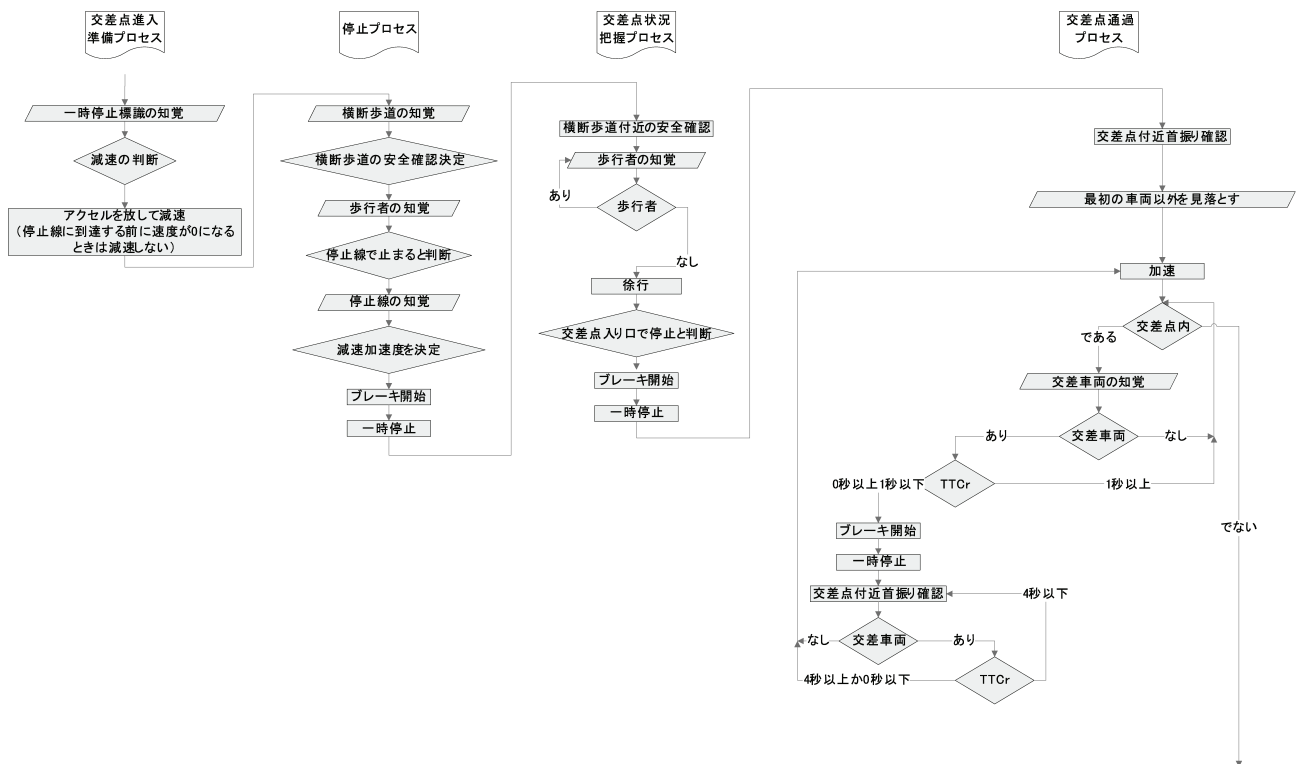 交差点進入
準備プロセス
一時停止標識の知覚
減速の判断
アクセルを放して減速
(停止線に到達する前に速度が0になる
ときは減速しない)
停止プロセス
横断歩道の知覚
横断歩道の安全確認決定
歩行者の知覚
停止線で止まると判断
停止線の知覚
減速加速度を決定
ブレーキ開始
一時停止
交差点状況
把握プロセス
横断歩道付近の安全確認
歩行者の知覚
あり
歩行者
なし
徐行
交差点入り口で停止と判断
ブレーキ開始
一時停止
交差点通過
プロセス
交差点付近首振り確認
最初の車両以外を見落とす
加速
交差点内
である
交差車両の知覚
あり
交差車両
なし
0秒以上1秒以下
TTCr
1秒以上
でない
ブレーキ開始
一時停止
交差点付近首振り確認
4秒以下
なし
交差車両
あり
4秒以上か0秒以下
TTCr